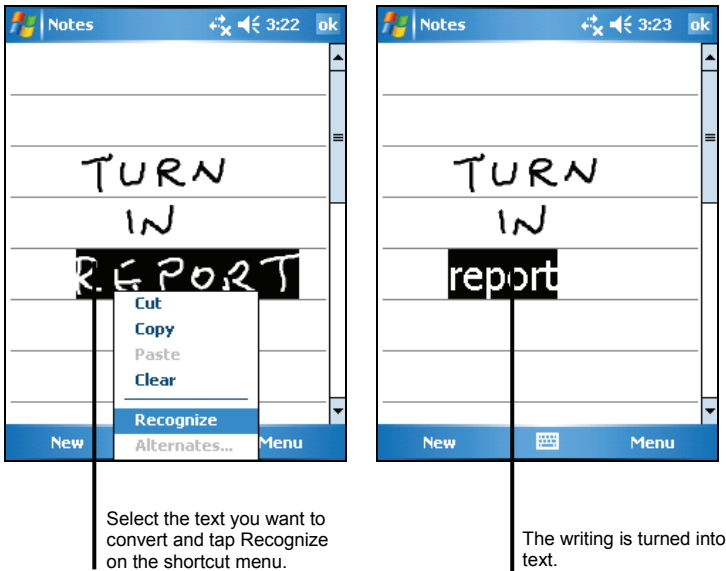 Notes 3:22 ok
TURN
IN
REPORT
Cut
Copy
Paste
Clear
Recognize
Alternates...
New Menu
Select the text you want to
convert and tap Recognize
on the shortcut menu.
Notes 3:23 ok
TURN
IN
report
New Menu
The writing is turned into
text.